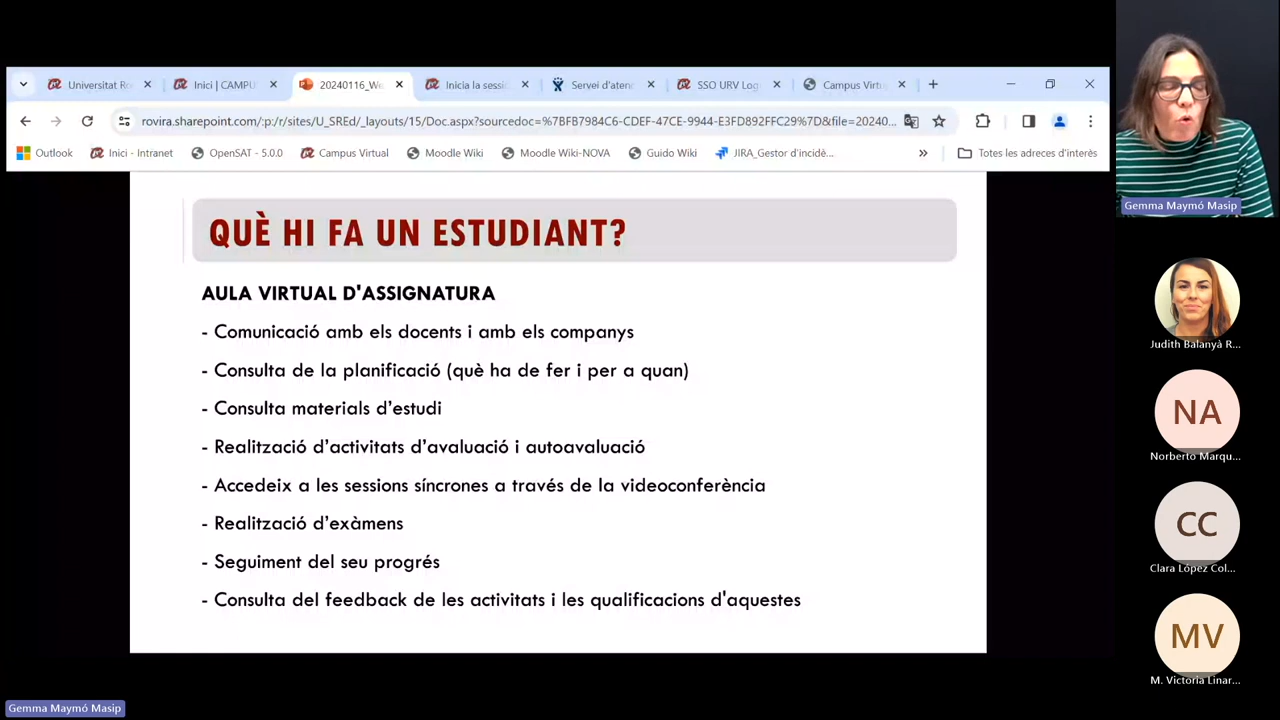 Universitat Ro
Inici | CAMPU
20240116_We
Inicia la sessi
Servei d'atenc
SSO URV Log
Campus Virtu
rovira.sharepoint.com/:p:/r/sites/U_SREd/_layouts/15/Doc.aspx?sourcedoc=%7BFB7984C6-CDEF-47CE-9944-E3FD892FFC29%7D&file=20240...
Outlook
Inici - Intranet
OpenSAT - 5.0.0
Campus Virtual
Moodle Wiki
Moodle Wiki-NOVA
Guido Wiki
JIRA_Gestor d'incidè...
»
Totes les adreces d'interès
QUÈ HI FA UN ESTUDIANT?
AULA VIRTUAL D'ASSIGNATURA
- Comunicació amb els docents i amb els companys
- Consulta de la planificació (què ha de fer i per a quan)
- Consulta materials d'estudi
- Realització d'activitats d'avaluació i autoavaluació
- Accedeix a les sessions síncrones a través de la videoconferència
- Realització d'exàmens
- Seguiment del seu progrés
- Consulta del feedback de les activitats i les qualificacions d'aquestes
Gemma Maymó Masip
Judith Balanyà R...
NA
Norberto Marqu...
CC
Clara López Col...
MV
M. Victoria Linar...
Gemma Maymó Masip